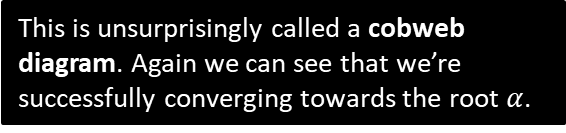 This is unsurprisingly called a cobweb
diagram. Again we can see that we’re
successfully converging towards the root 𝛼.